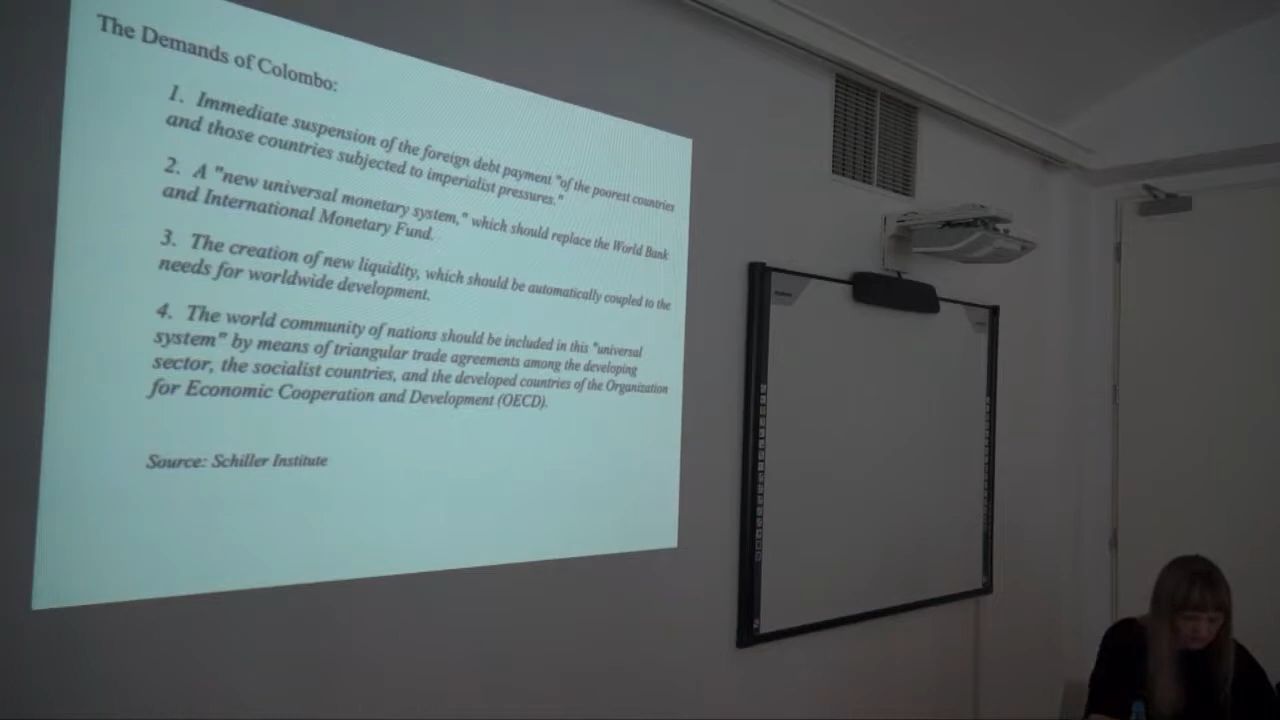 The Demands of Colombo:
1. Immediate suspension of the foreign debt payment "of the poorest countries
and those countries subjected to imperialist pressures."
2. A "new universal monetary system," which should replace the World Bank
and International Monetary Fund.
3. The creation of new liquidity, which should be automatically coupled to the
needs for worldwide development.
4. The world community of nations should be included in this "universal
system" by means of triangular trade agreements among the developing
sector, the socialist countries, and the developed countries of the Organization
for Economic Cooperation and Development (OECD).
Source: Schiller Institute